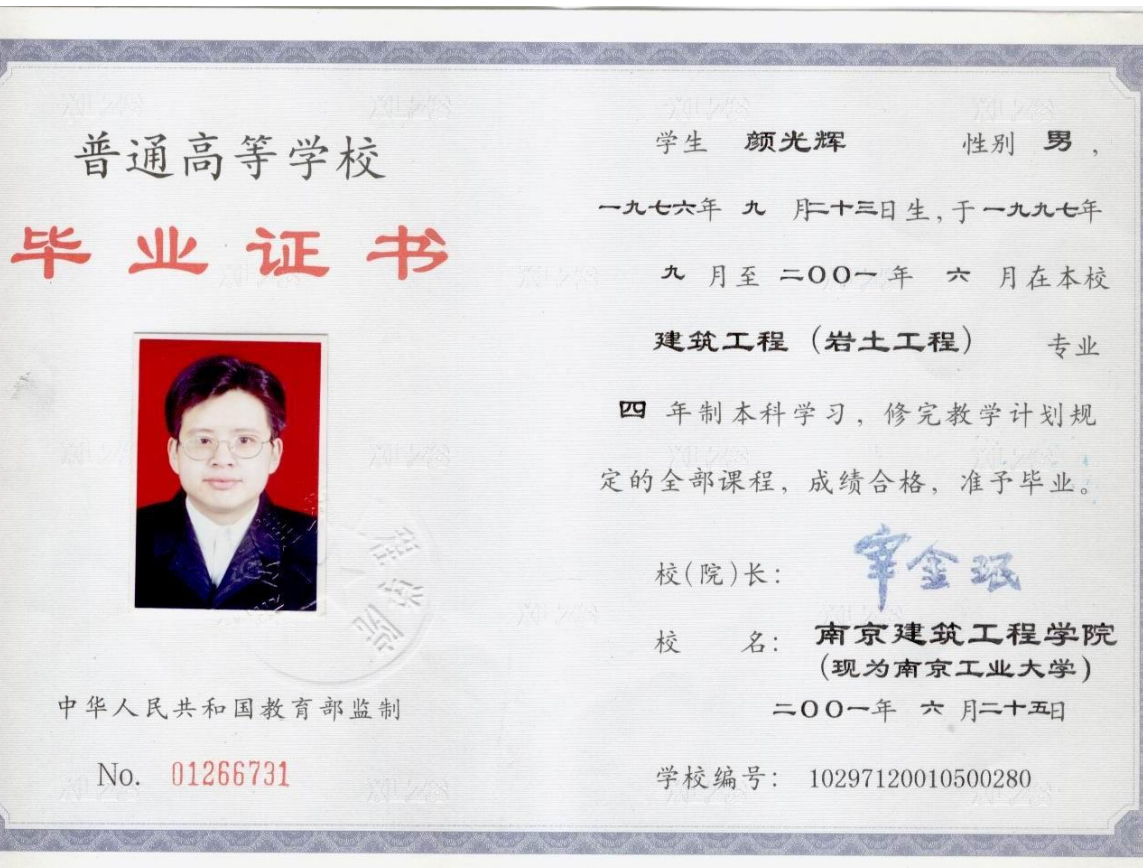 普通高等学校
毕业证书
中华人民共和国教育部监制
No. 01266731
学生 颜光辉 性别 男，
一九七六年 九 月二十三日生，于一九九七年
九 月至 二OO一 年 六 月在本校
建筑工程（岩土工程） 专业
四 年制本科学习，修完教学计划规
定的全部课程，成绩合格，准予毕业。
校(院)长：宰金珉
校 名：南京建筑工程学院
(现为南京工业大学)
二OO一年 六 月二十五日
学校编号：10297120010500280
程学院